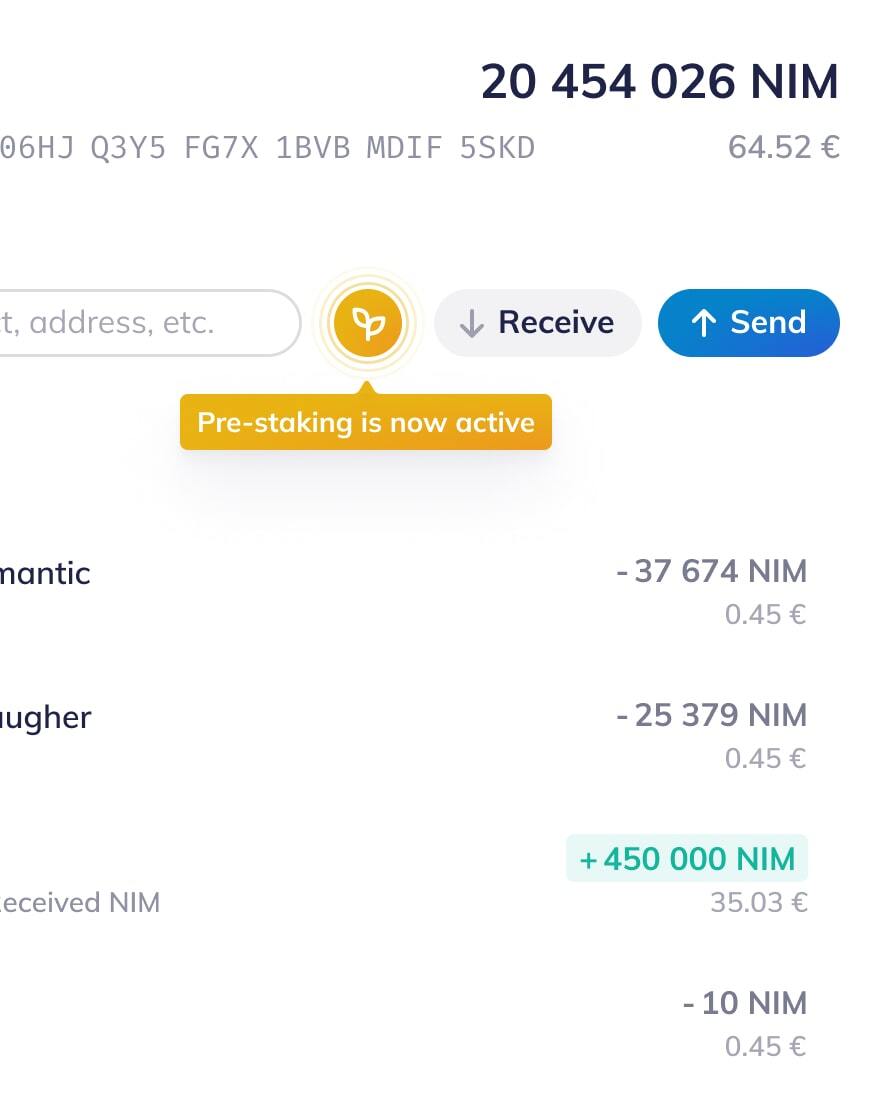 20 454 026 NIM
06HJ Q3Y5 FG7X 1BVB MDIF 5SKD
64.52 €
t, address, etc.
Receive
Send
Pre-staking is now active
mantic
- 37 674 NIM
0.45 €
ugher
- 25 379 NIM
0.45 €
+ 450 000 NIM
eceived NIM
35.03 €
- 10 NIM
0.45 €